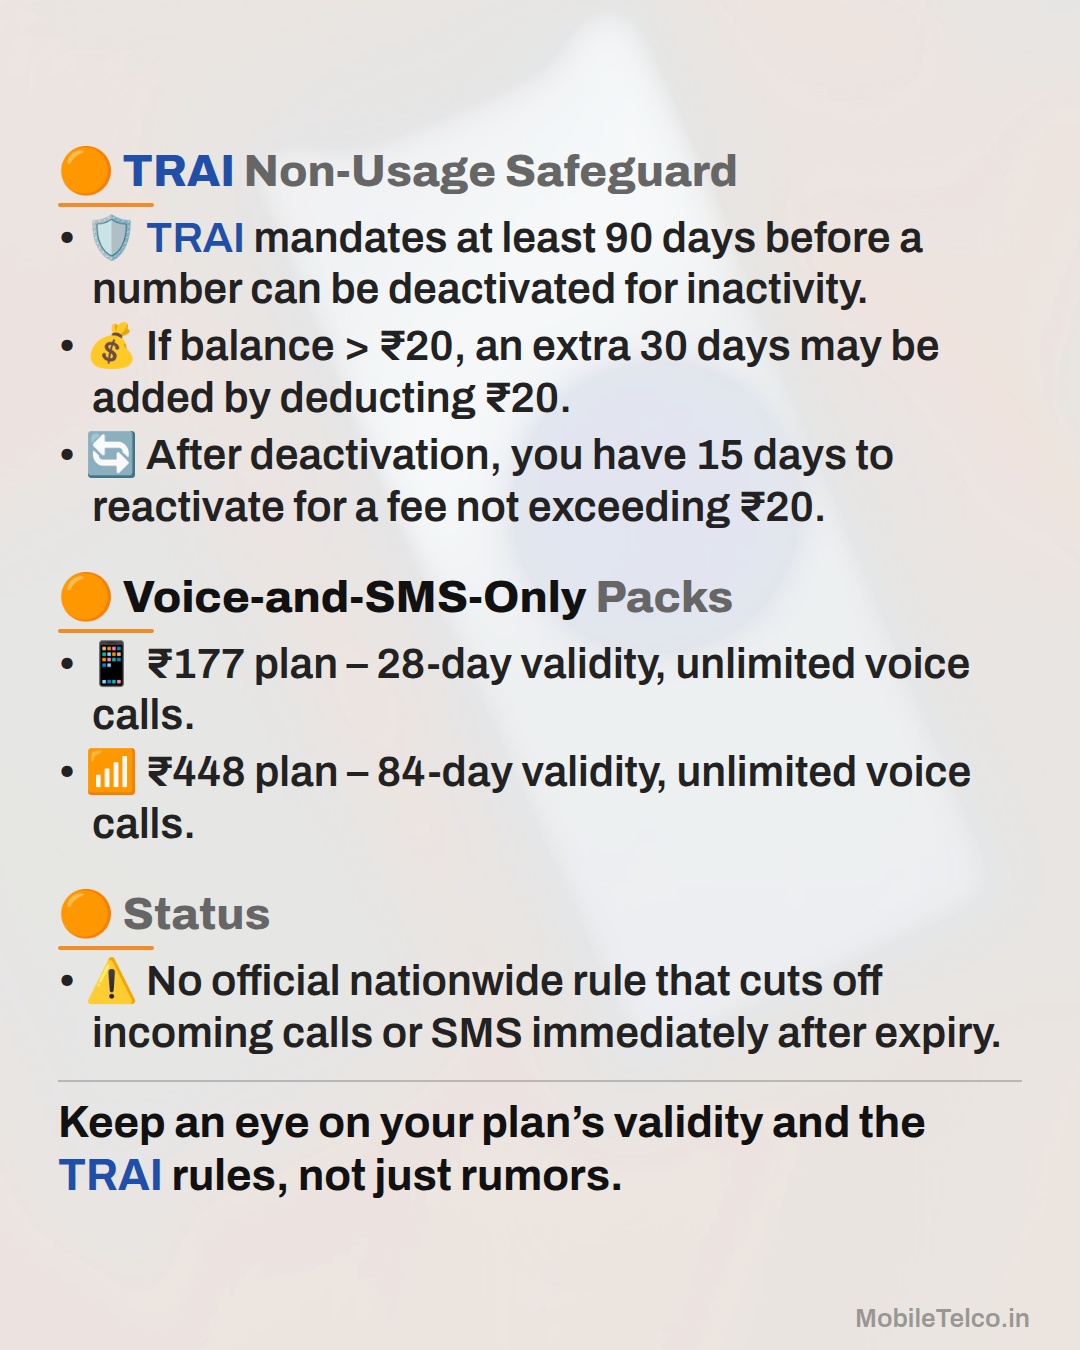 🟠 TRAI Non-Usage Safeguard
• 🛡️ TRAI mandates at least 90 days before a
number can be deactivated for inactivity.
• 💰 If balance > ₹20, an extra 30 days may be
added by deducting ₹20.
• 🔄 After deactivation, you have 15 days to
reactivate for a fee not exceeding ₹20.
🟠 Voice-and-SMS-Only Packs
• 📱 ₹177 plan – 28-day validity, unlimited voice
calls.
• 📶 ₹448 plan – 84-day validity, unlimited voice
calls.
🟠 Status
• ⚠️ No official nationwide rule that cuts off
incoming calls or SMS immediately after expiry.
Keep an eye on your plan’s validity and the
TRAI rules, not just rumors.
MobileTelco.in